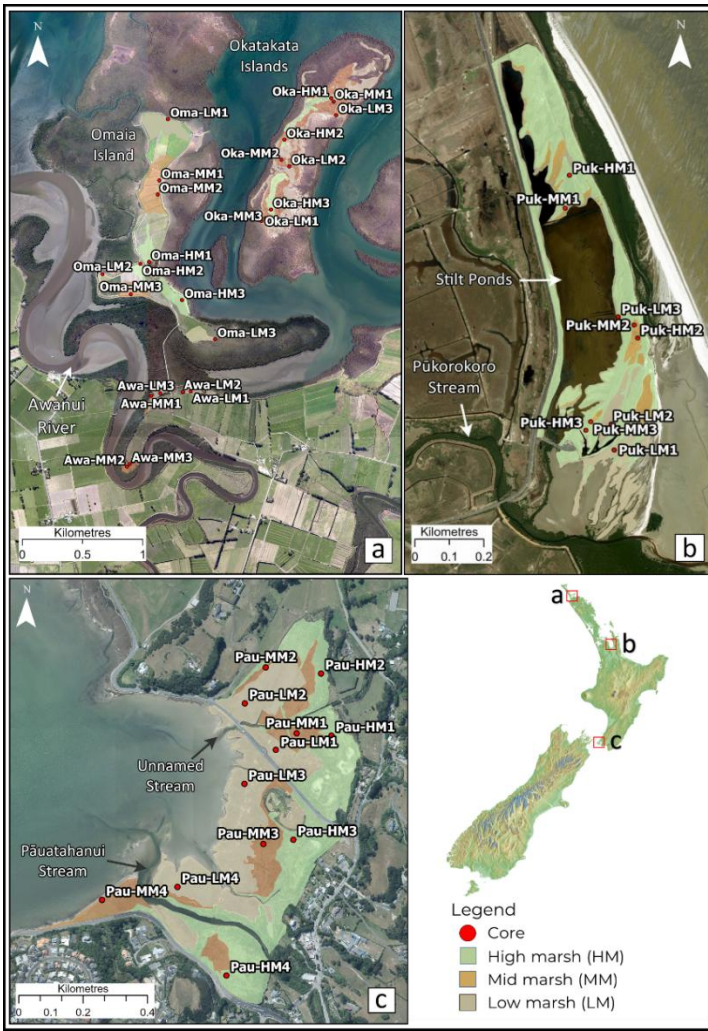 N
Okatakata
Islands
Oka-HM1
Oka-MM1
Oka-LM3
Oma-LM1
Omaia
Island
Oka-HM2
Oka-MM2
Oka-LM2
Oma-MM1
Oma-MM2
Oka-HM3
Oka-MM3
Oka-LM1
Oma-HM1
Oma-LM2
Oma-HM2
Oma-MM3
Oma-HM3
Oma-LM3
Awanui
River
Awa-LM3
Awa-LM2
Awa-MM1
Awa-LM1
Awa-MM2
Awa-MM3
Kilometres
0
0.5
1
a
N
Puk-HM1
Puk-MM1
Stilt Ponds
Puk-LM3
Puk-MM2
Puk-HM2
Pūkorokoro
Stream
Puk-HM3
Puk-LM2
Puk-MM3
Puk-LM1
Kilometres
0
0.1
0.2
b
N
Pau-MM2
Pau-HM2
Pau-LM2
Pau-MM1
Pau-HM1
Pau-LM1
Unnamed
Stream
Pau-LM3
Pau-MM3
Pau-HM3
Pāuatahanui
Stream
Pau-LM4
Pau-MM4
Pau-HM4
Kilometres
0
0.2
0.4
c
a
b
c
Legend
Core
High marsh (HM)
Mid marsh (MM)
Low marsh (LM)